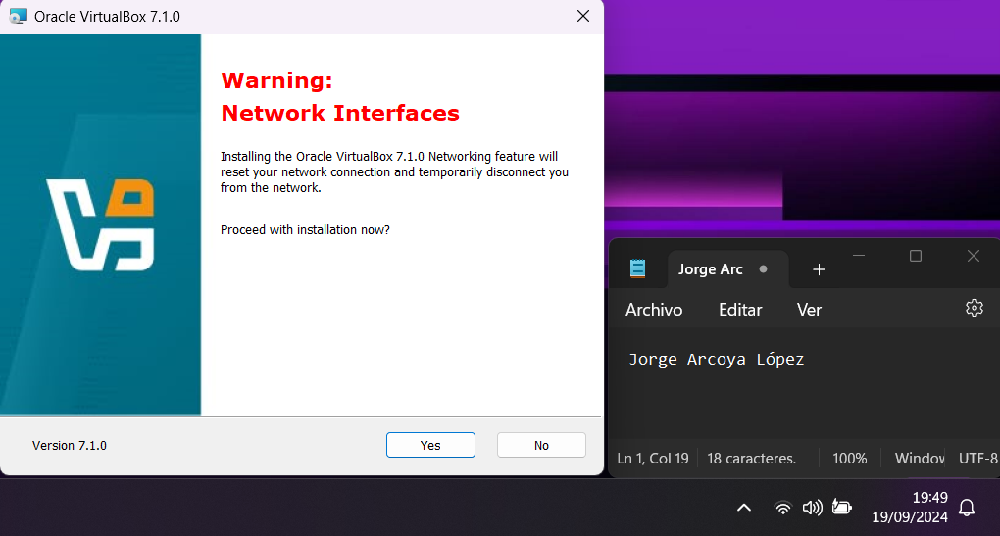 Oracle VirtualBox 7.1.0
Warning:
Network Interfaces
Installing the Oracle VirtualBox 7.1.0 Networking feature will
reset your network connection and temporarily disconnect you
from the network.
Proceed with installation now?
Version 7.1.0
Yes
No
Jorge Arc
Archivo
Editar
Ver
Jorge Arcoya López
Ln 1, Col 19
18 caracteres.
100%
Window
UTF-8
19:49
19/09/2024